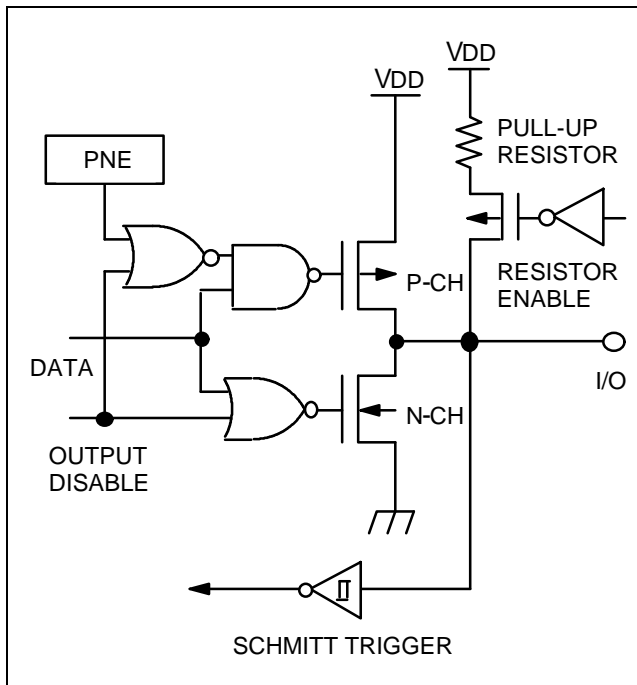 VDD
VDD
PULL-UP
RESISTOR
PNE
RESISTOR
ENABLE
P-CH
DATA
I/O
N-CH
OUTPUT
DISABLE
SCHMITT TRIGGER